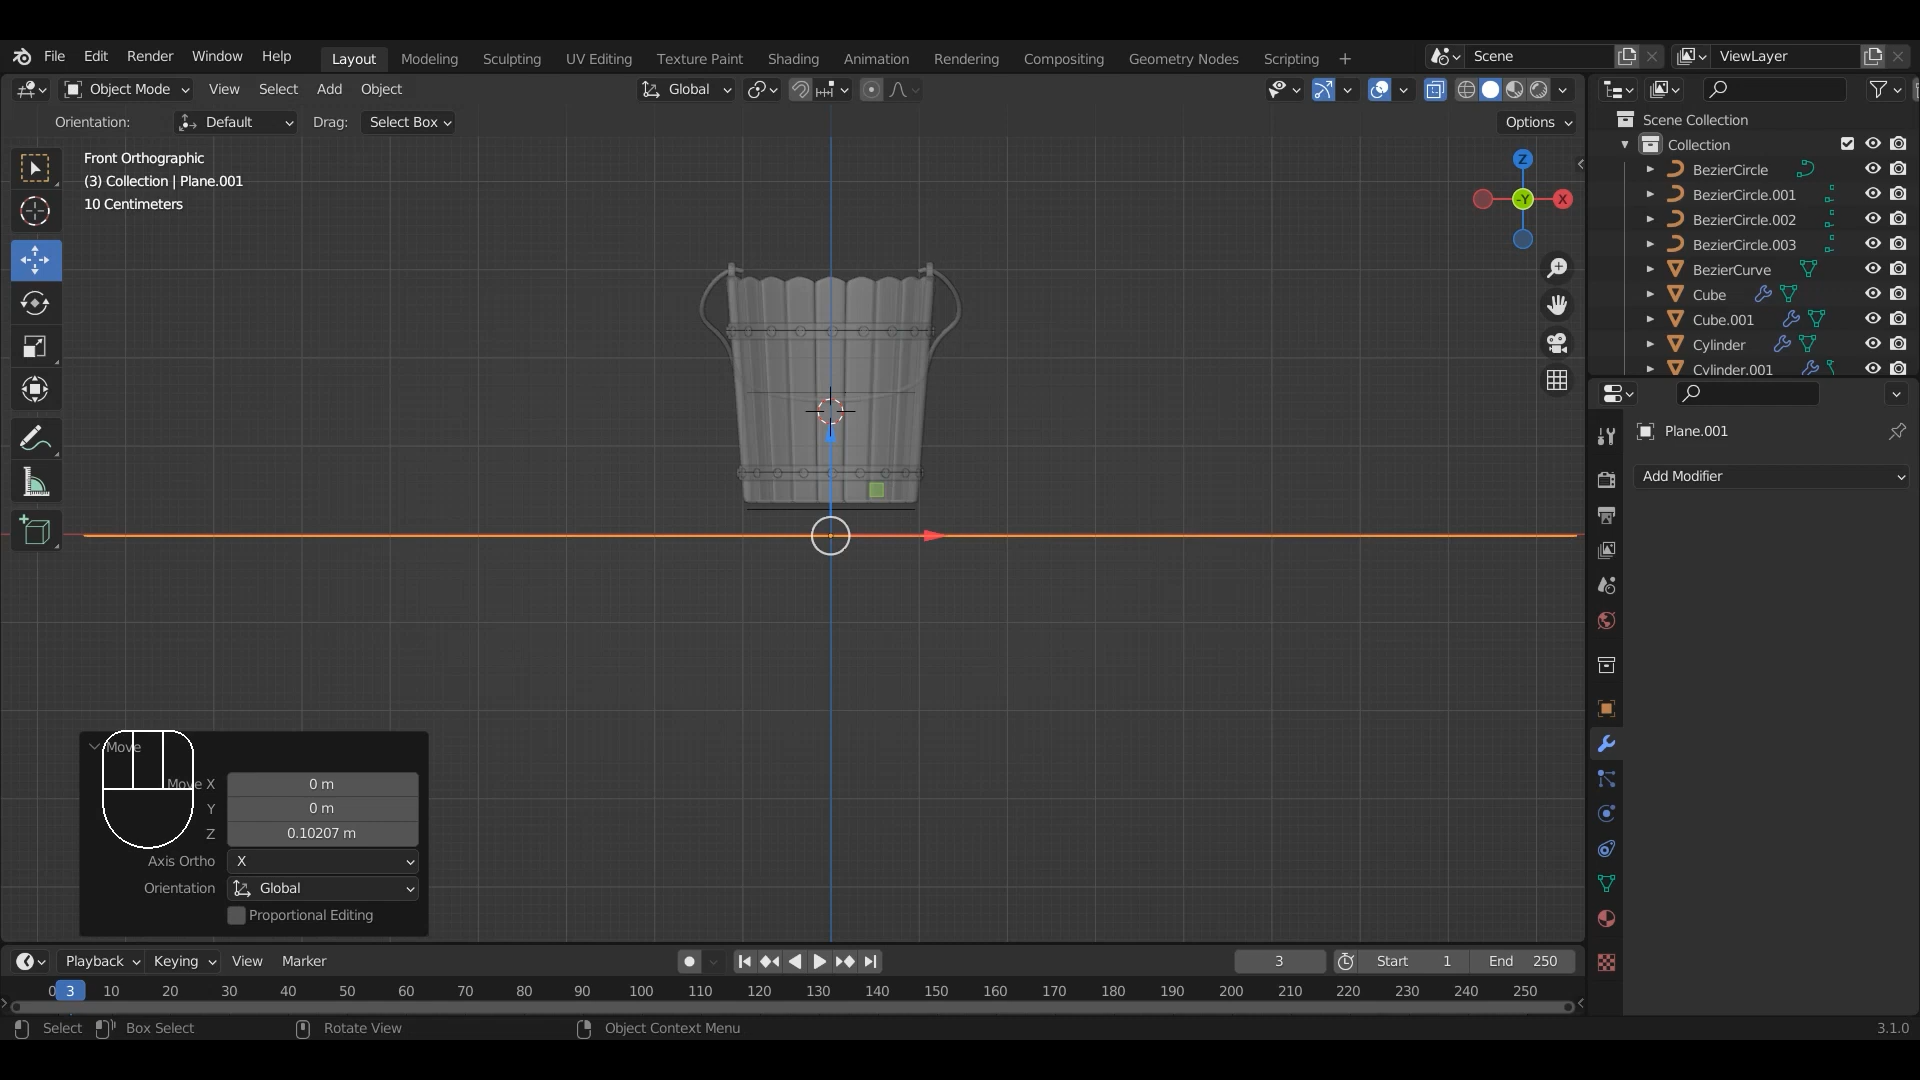 File Edit Render Window Help Layout Modeling Sculpting UV Editing Texture Paint Shading Animation Rendering Compositing Geometry Nodes Scripting + Scene ViewLayer
Object Mode View Select Add Object Global
Orientation: Default Drag: Select Box Options
Front Orthographic
(3) Collection | Plane.001
10 Centimeters
Z
-Y
X
Scene Collection
Collection
BezierCircle
BezierCircle.001
BezierCircle.002
BezierCircle.003
BezierCurve
Cube
Cube.001
Cylinder
Cylinder.001
Plane.001
Add Modifier
Move
Move X 0 m
Y 0 m
Z 0.10207 m
Axis Ortho X
Orientation Global
Proportional Editing
Playback Keying View Marker 3 Start 1 End 250
0 3 10 20 30 40 50 60 70 80 90 100 110 120 130 140 150 160 170 180 190 200 210 220 230 240 250
Select Box Select Rotate View Object Context Menu 3.1.0